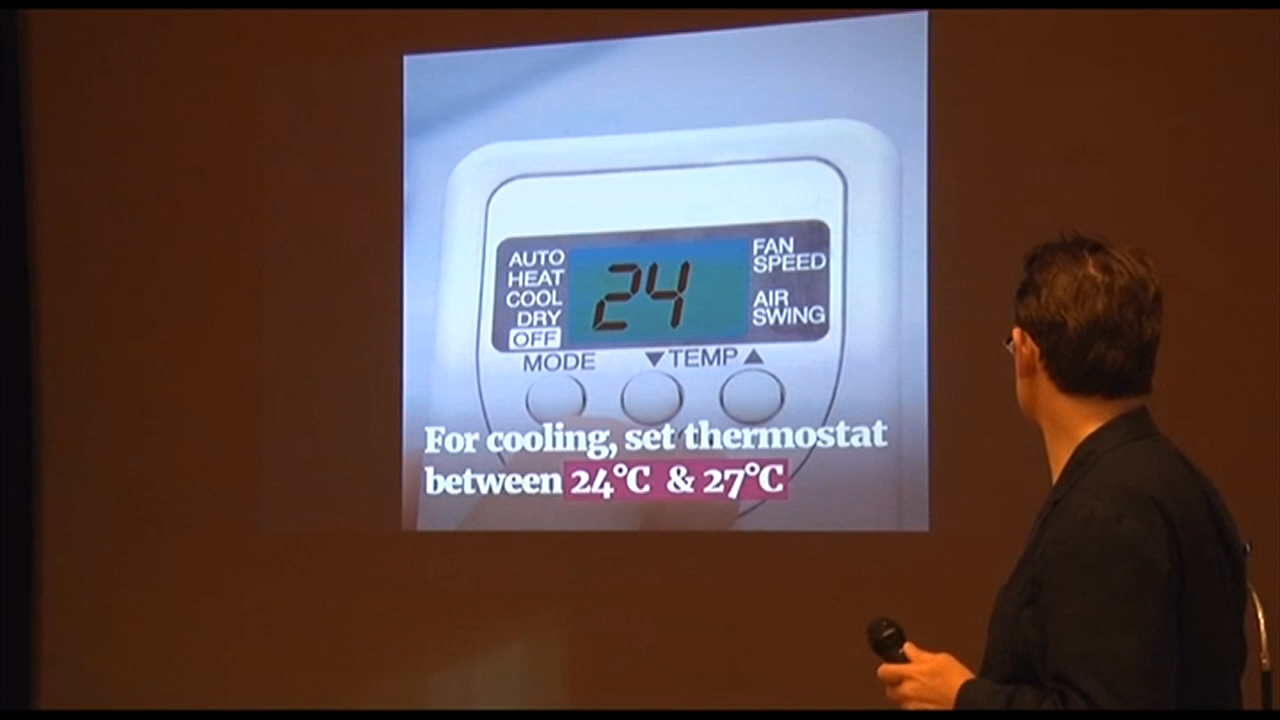 AUTO
HEAT
COOL
DRY
OFF
24
FAN
SPEED
AIR
SWING
MODE
▼TEMP▲
For cooling, set thermostat
between 24°C & 27°C